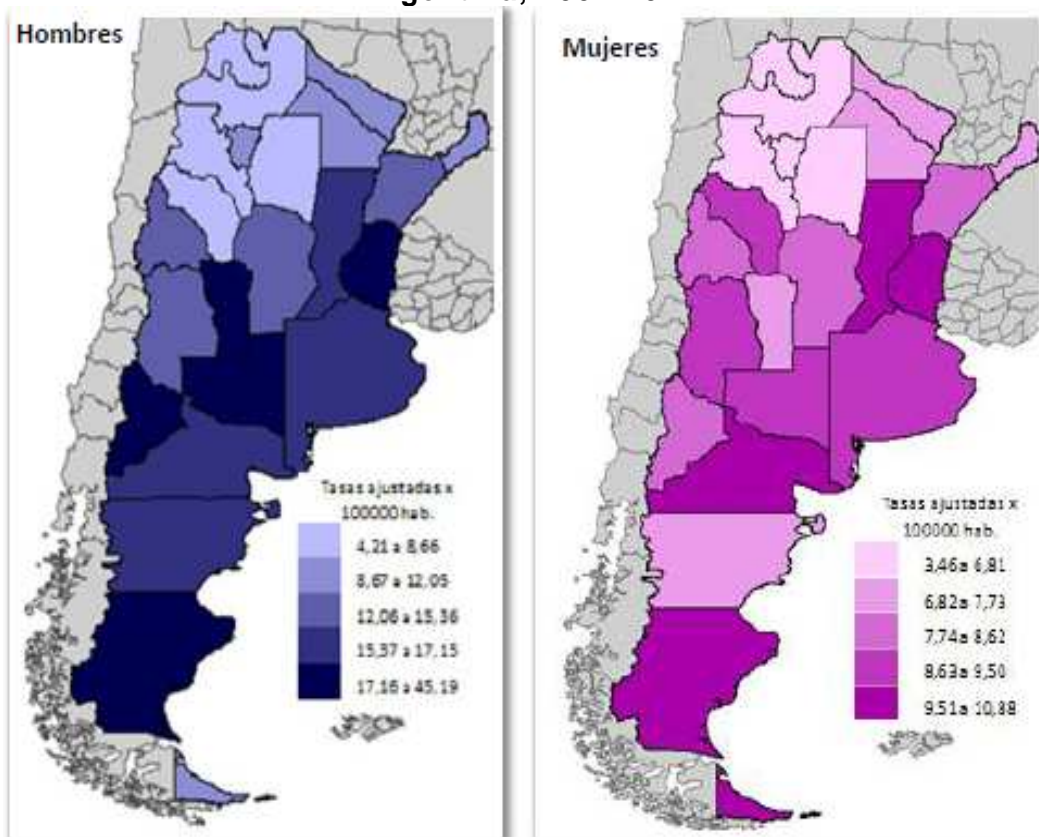 Hombres
Tasas ajustadas x
100000 hab.
4,21 a 8,66
8,67 a 12,05
12,06 a 15,36
15,37 a 17,15
17,16 a 45,19
Mujeres
Tasas ajustadas x
100000 hab.
3,46 a 6,81
6,82 a 7,73
7,74 a 8,62
8,63 a 9,50
9,51 a 10,88